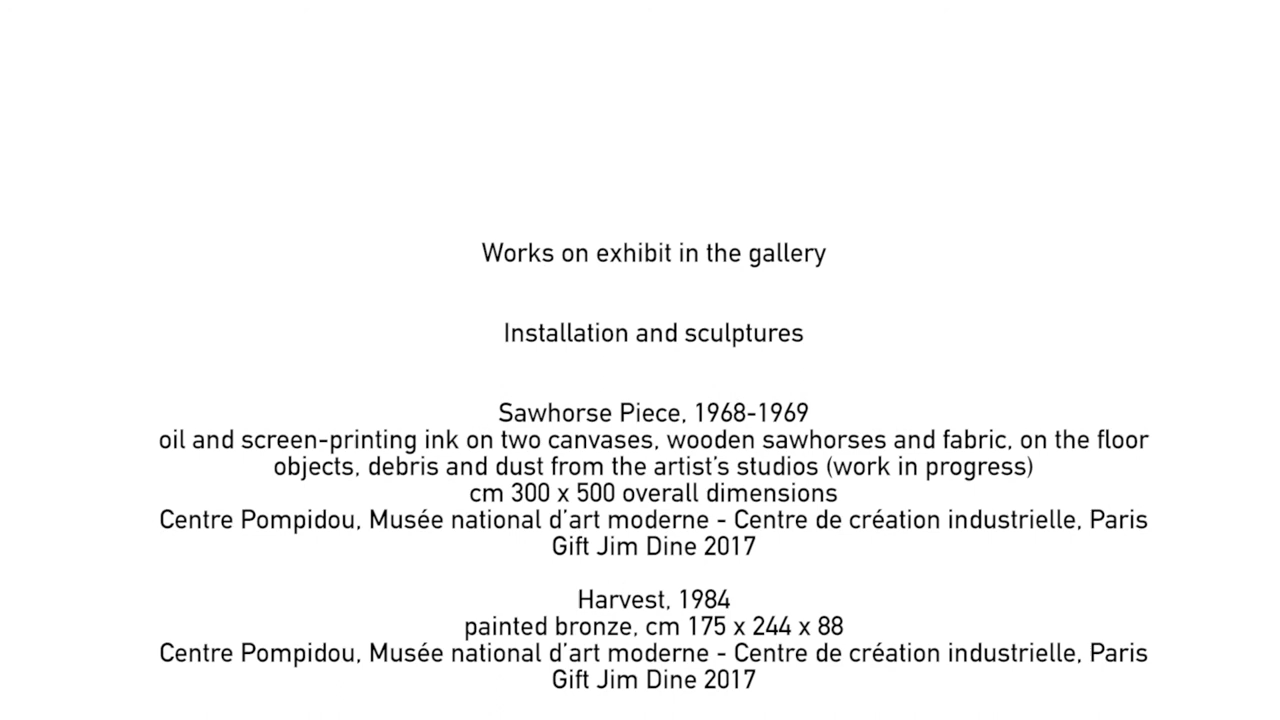 Works on exhibit in the gallery
Installation and sculptures
Sawhorse Piece, 1968-1969
oil and screen-printing ink on two canvases, wooden sawhorses and fabric, on the floor
objects, debris and dust from the artist's studios (work in progress)
cm 300 x 500 overall dimensions
Centre Pompidou, Musée national d'art moderne - Centre de création industrielle, Paris
Gift Jim Dine 2017
Harvest, 1984
painted bronze, cm 175 x 244 x 88
Centre Pompidou, Musée national d'art moderne - Centre de création industrielle, Paris
Gift Jim Dine 2017